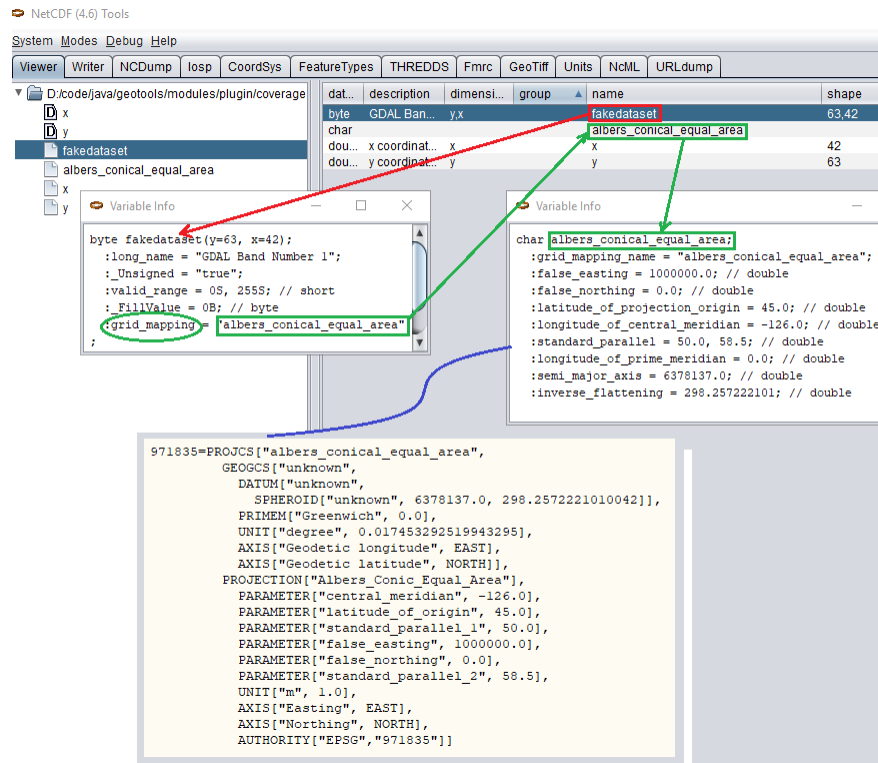 NetCDF (4.6) Tools
System Modes Debug Help
Viewer Writer NCDump Iosp CoordSys FeatureTypes THREDDS Fmrc GeoTiff Units NcML URLdump
D:/code/java/geotools/modules/plugin/coverage
x
y
fakedataset
albers_conical_equal_area
x
y
dat... description dimensi... group name shape
byte GDAL Ban... y,x fakedataset 63,42
char albers_conical_equal_area
dou... x coordinat... x x 42
dou... y coordinat... y y 63
Variable Info
byte fakedataset(y=63, x=42);
:long_name = "GDAL Band Number 1";
:_Unsigned = "true";
:valid_range = 0S, 255S; // short
:_FillValue = 0B; // byte
:grid_mapping = "albers_conical_equal_area"
;
Variable Info
char albers_conical_equal_area;
:grid_mapping_name = "albers_conical_equal_area";
:false_easting = 1000000.0; // double
:false_northing = 0.0; // double
:latitude_of_projection_origin = 45.0; // double
:longitude_of_central_meridian = -126.0; // double
:standard_parallel = 50.0, 58.5; // double
:longitude_of_prime_meridian = 0.0; // double
:semi_major_axis = 6378137.0; // double
:inverse_flattening = 298.257222101; // double
971835=PROJCS["albers_conical_equal_area",
GEOGCS["unknown",
DATUM["unknown",
SPHEROID["unknown", 6378137.0, 298.2572221010042]],
PRIMEM["Greenwich", 0.0],
UNIT["degree", 0.017453292519943295],
AXIS["Geodetic longitude", EAST],
AXIS["Geodetic latitude", NORTH]],
PROJECTION["Albers_Conic_Equal_Area"],
PARAMETER["central_meridian", -126.0],
PARAMETER["latitude_of_origin", 45.0],
PARAMETER["standard_parallel_1", 50.0],
PARAMETER["false_easting", 1000000.0],
PARAMETER["false_northing", 0.0],
PARAMETER["standard_parallel_2", 58.5],
UNIT["m", 1.0],
AXIS["Easting", EAST],
AXIS["Northing", NORTH],
AUTHORITY["EPSG","971835"]]